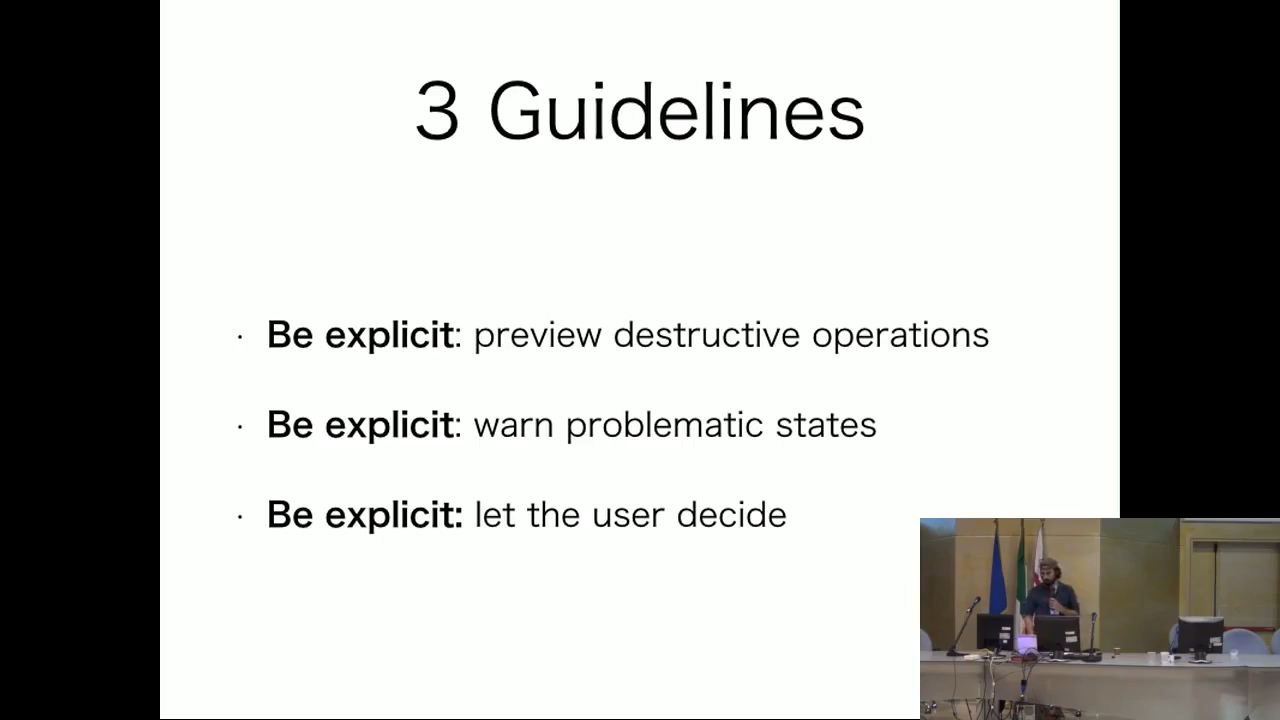 3 Guidelines
· Be explicit: preview destructive operations
· Be explicit: warn problematic states
· Be explicit: let the user decide